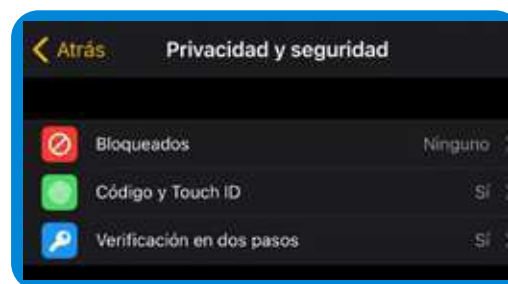 Atrás Privacidad y seguridad
Bloqueados Ninguno
Código y Touch ID Sí
Verificación en dos pasos Sí